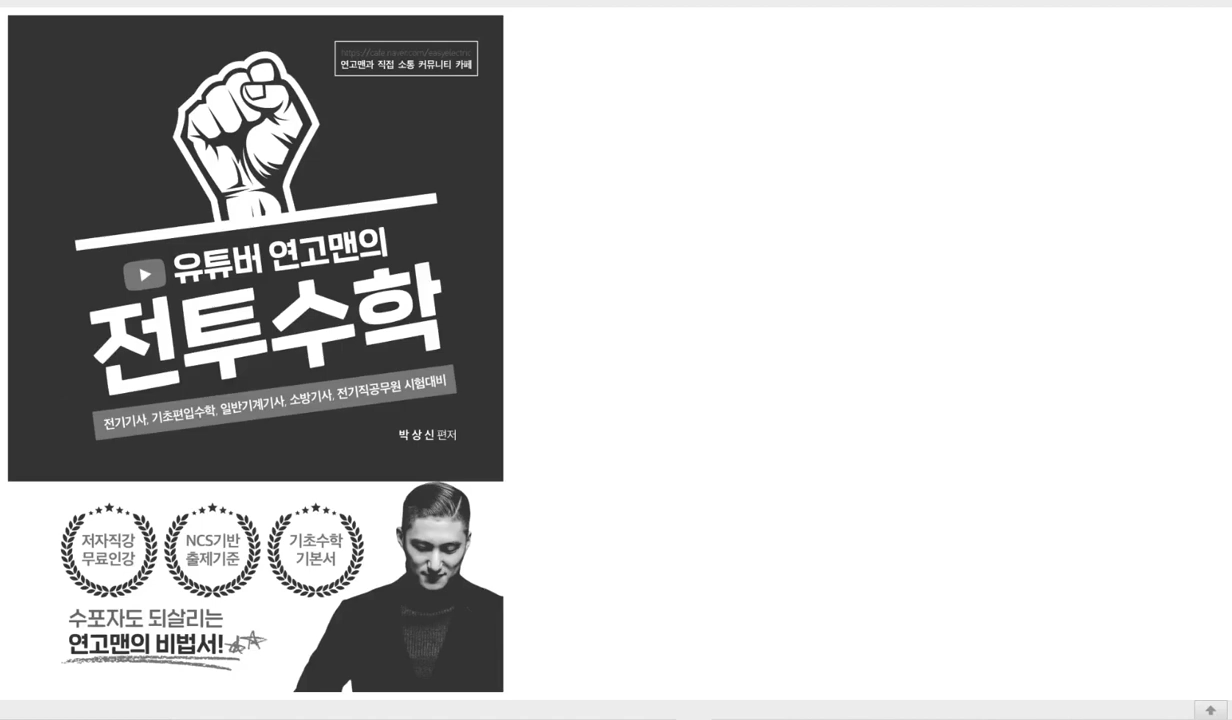 https://cafe.naver.com/easyelectric
연고맨과 직접 소통 커뮤니티 카페
유튜버 연고맨의
전투수학
전기기사, 기초편입수학, 일반기계기사, 소방기사, 전기직공무원 시험대비
박상신 편저
저자직강
무료인강
NCS기반
출제기준
기초수학
기본서
수포자도 되살리는
연고맨의 비법서!